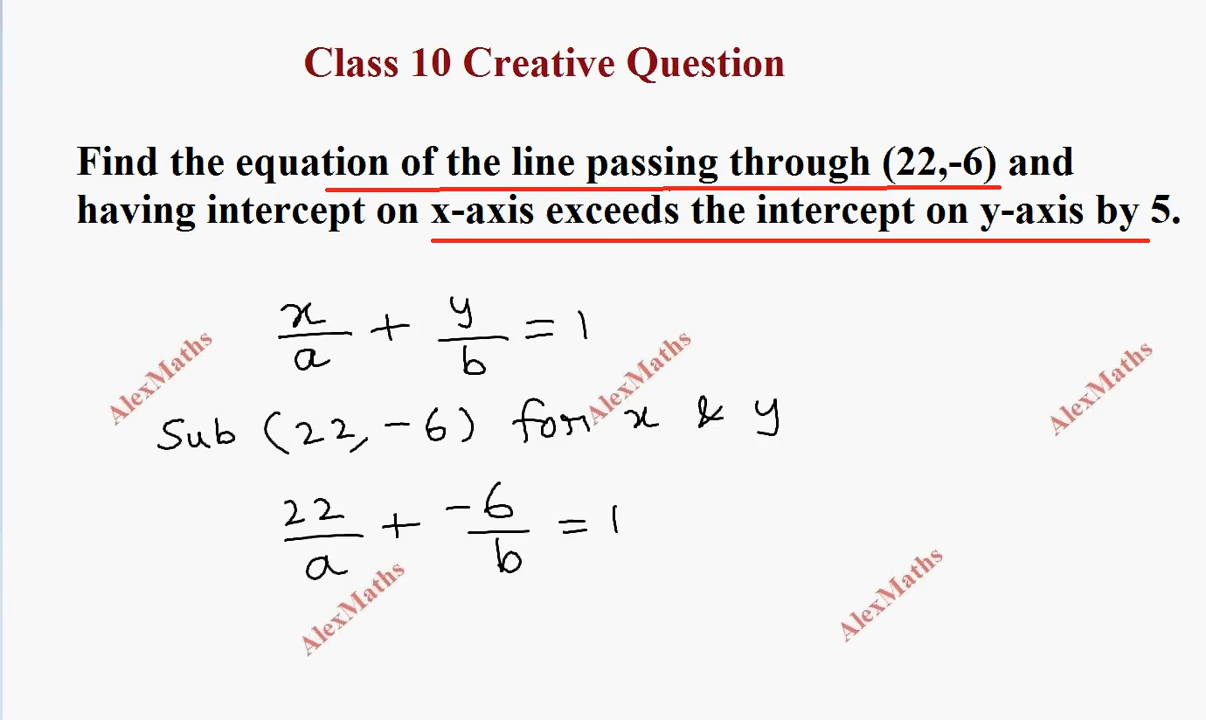 Class 10 Creative Question
Find the equation of the line passing through (22,-6) and
having intercept on x-axis exceeds the intercept on y-axis by 5.
x/a + y/b = 1
AlexMaths
AlexMaths
AlexMaths
Sub (22, -6) for x & y
22/a + -6/b = 1
AlexMaths
AlexMaths